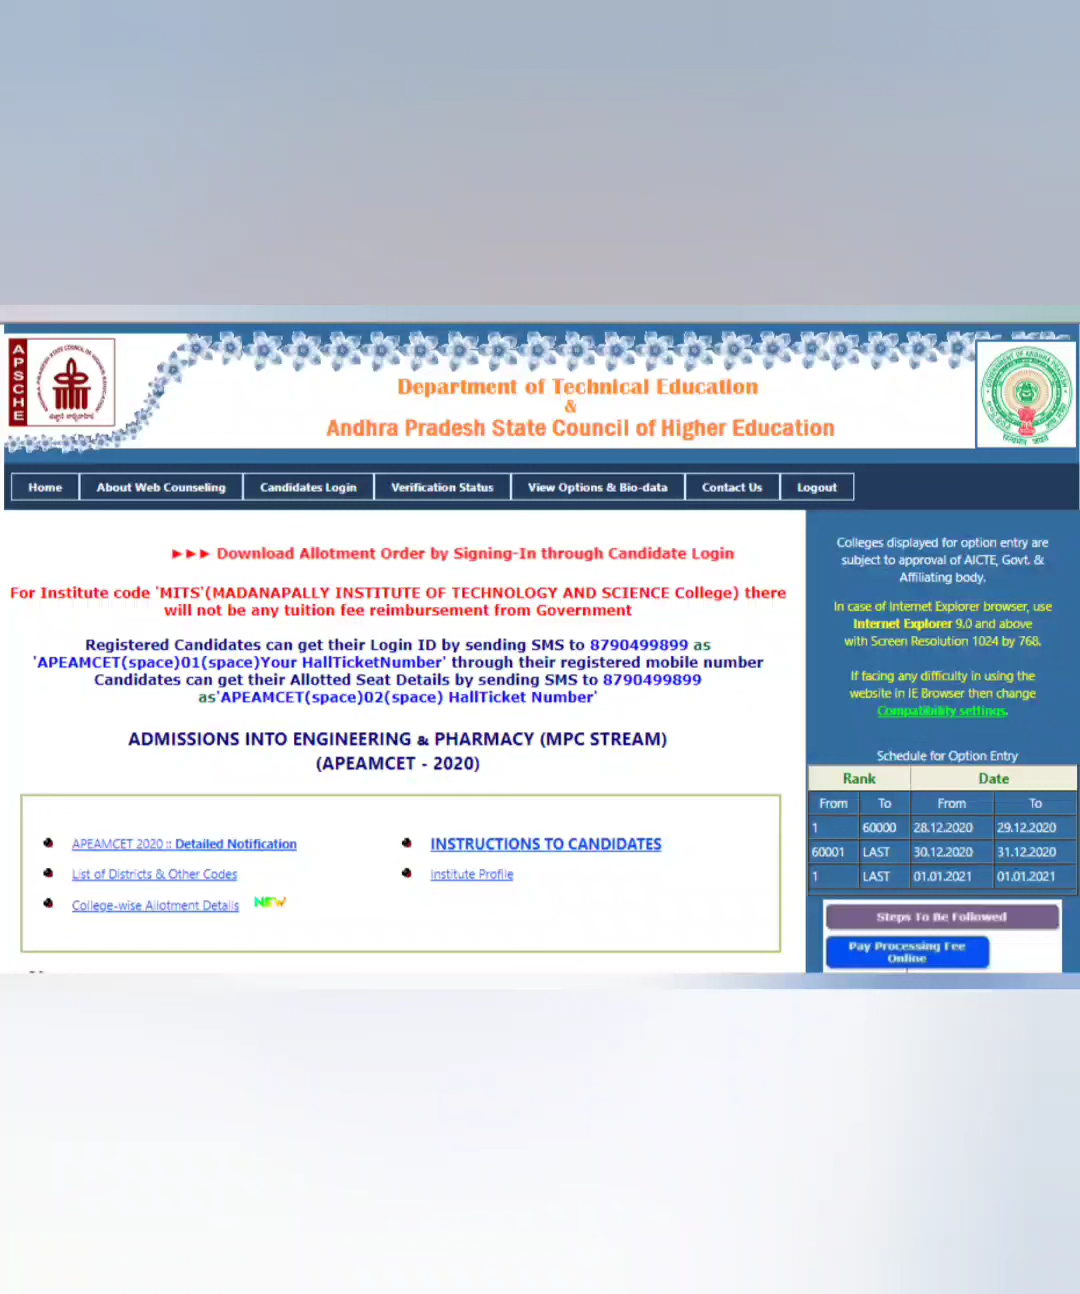 APSCHE
Department of Technical Education
&
Andhra Pradesh State Council of Higher Education
Home
About Web Counseling
Candidates Login
Verification Status
View Options & Bio-data
Contact Us
Logout
►►► Download Allotment Order by Signing-In through Candidate Login
For Institute code 'MITS'(MADANAPALLY INSTITUTE OF TECHNOLOGY AND SCIENCE College) there
will not be any tuition fee reimbursement from Government
Registered Candidates can get their Login ID by sending SMS to 8790499899 as
'APEAMCET(space)01(space)Your HallTicketNumber' through their registered mobile number
Candidates can get their Allotted Seat Details by sending SMS to 8790499899
as'APEAMCET(space)02(space) HallTicket Number'
ADMISSIONS INTO ENGINEERING & PHARMACY (MPC STREAM)
(APEAMCET - 2020)
APEAMCET 2020 :: Detailed Notification
List of Districts & Other Codes
College-wise Allotment Details NEW
INSTRUCTIONS TO CANDIDATES
Institute Profile
Colleges displayed for option entry are
subject to approval of AICTE, Govt. &
Affiliating body.
In case of Internet Explorer browser, use
Internet Explorer 9.0 and above
with Screen Resolution 1024 by 768.
If facing any difficulty in using the
website in IE Browser then change
Compatibility settings.
Schedule for Option Entry
Rank Date
From To From To
1 60000 28.12.2020 29.12.2020
60001 LAST 30.12.2020 31.12.2020
1 LAST 01.01.2021 01.01.2021
Steps To Be Followed
Pay Processing Fee
Online